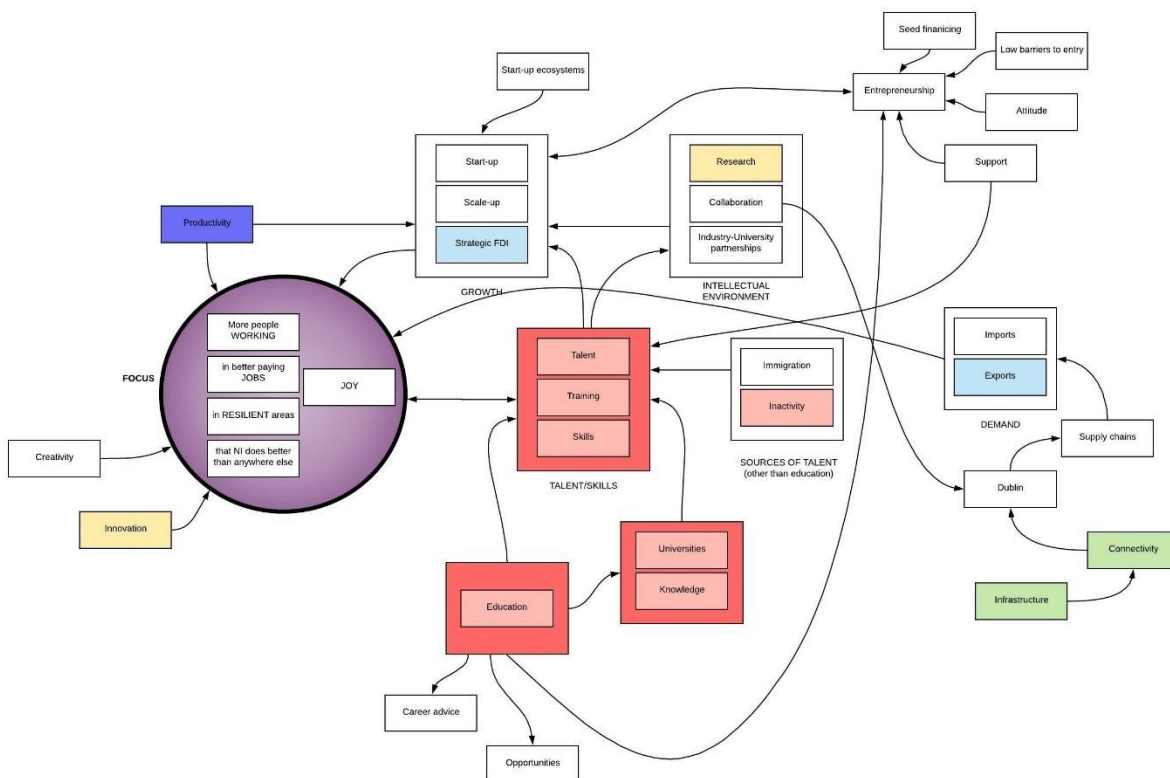 Seed finanicing
Low barriers to entry
Start-up ecosystems
Entrepreneurship
Attitude
Start-up
Research
Support
Scale-up
Collaboration
Productivity
Strategic FDI
Industry-University
partnerships
GROWTH
INTELLECTUAL
ENVIRONMENT
More people
WORKING
Talent
Imports
FOCUS
in better paying
JOBS
JOY
Immigration
Exports
Training
Inactivity
in RESILIENT areas
Skills
DEMAND
Supply chains
Creativity
that NI does better
than anywhere else
SOURCES OF TALENT
(other than education)
TALENT/SKILLS
Dublin
Innovation
Universities
Connectivity
Knowledge
Education
Infrastructure
Career advice
Opportunities